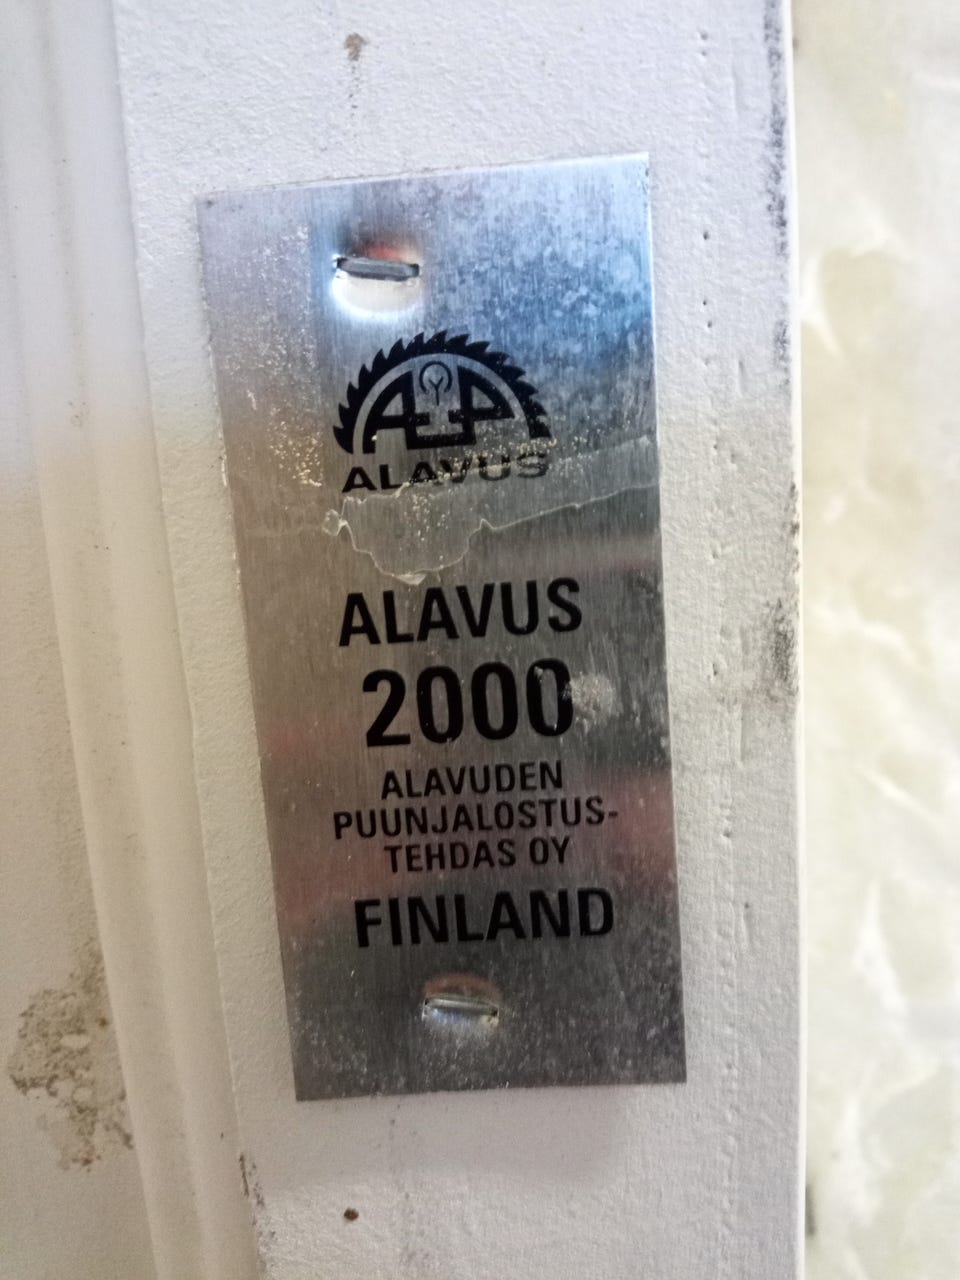 ALAVUS
ALAVUS
2000
ALAVUDEN
PUUNJALOSTUS-
TEHDAS OY
FINLAND